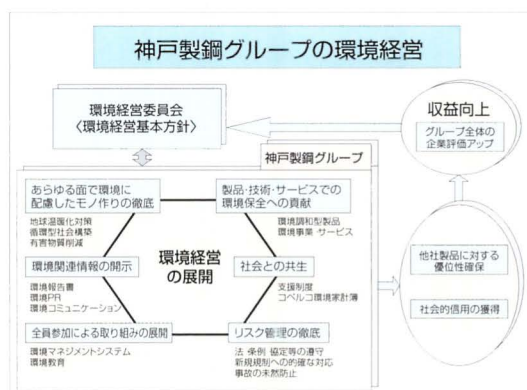 神戸製鋼グループの環境経営
環境経営委員会
〈環境経営基本方針〉
収益向上
グループ全体の
企業評価アップ
神戸製鋼グループ
あらゆる面で環境に
配慮したモノ作りの徹底
地球温暖化対策
循環型社会構築
有害物質削減
製品・技術・サービスでの
環境保全への貢献
環境調和型製品
環境事業・サービス
環境経営
の展開
環境関連情報の開示
環境報告書
環境PR
環境コミュニケーション
社会との共生
支援制度
コベルコ環境家計簿
全員参加による取り組みの展開
環境マネジメントシステム
環境教育
リスク管理の徹底
法・条例・協定等の遵守
新規規制への的確な対応
事故の未然防止
他社製品に対する
優位性確保
社会的信用の獲得